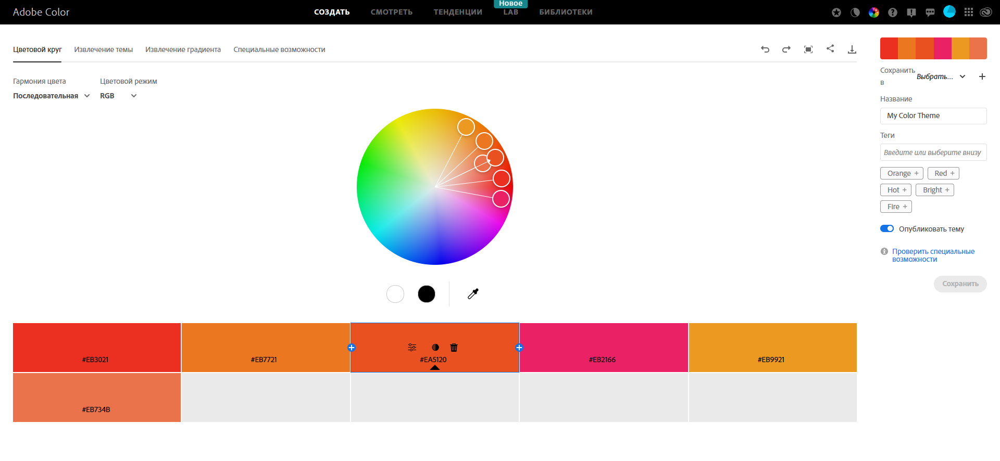 Adobe Color
СОЗДАТЬ СМОТРЕТЬ ТЕНДЕНЦИИ Новое LAB БИБЛИОТЕКИ
Цветовой круг Извлечение темы Извлечение градиента Специальные возможности
Гармония цвета Цветовой режим
Последовательная RGB
#EB3021 #EB7721 #EA5120 #EB2166 #EB9921
#EB734B
Сохранить
в
Выбрать...
Название
My Color Theme
Теги
Введите или выберите внизу
Orange + Red +
Hot + Bright +
Fire +
Опубликовать тему
Проверить специальные
возможности
Сохранить